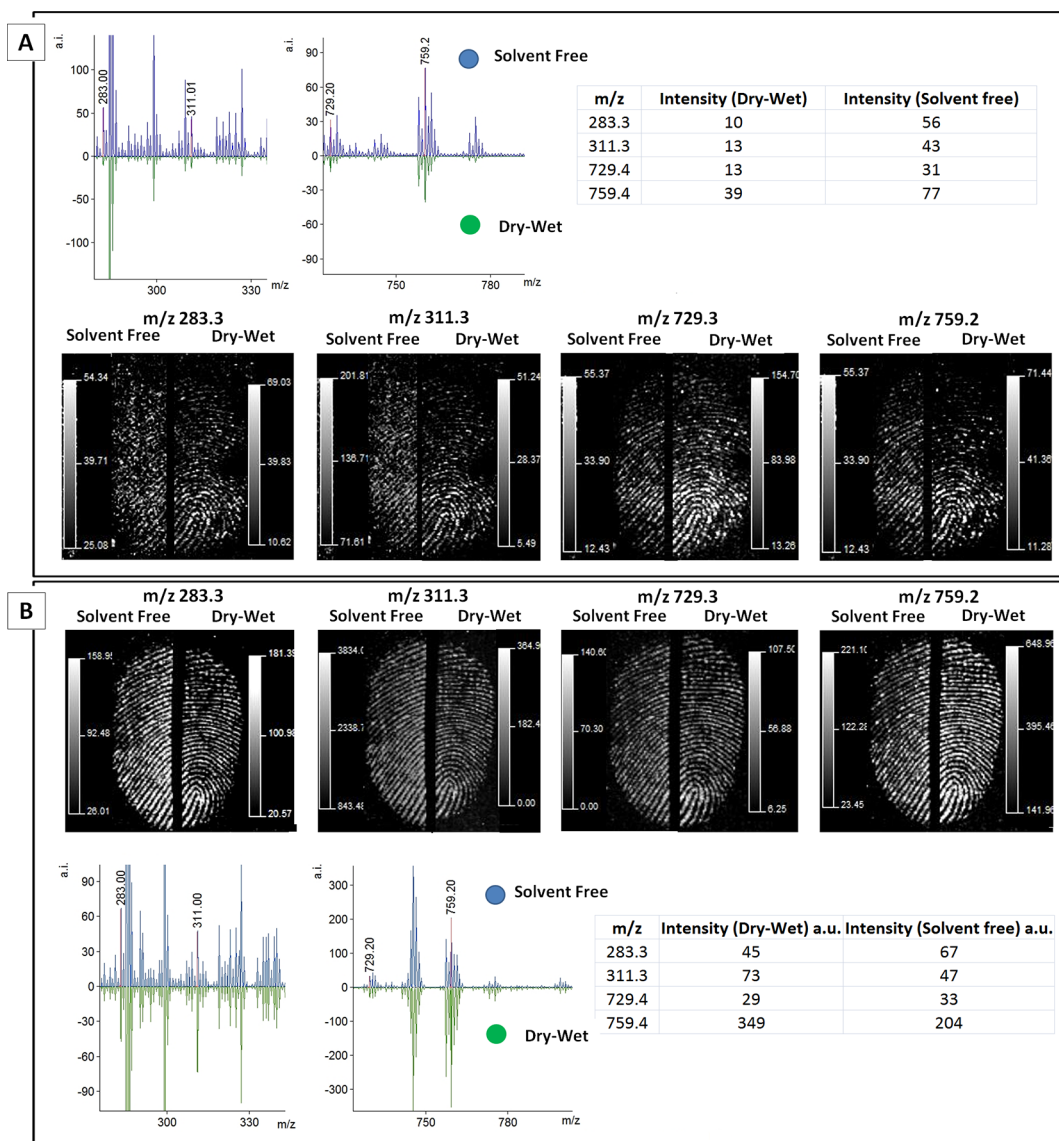 A
a.i.
100
50
0
-50
-100
283.00
311.01
300
330
m/z
a.i.
90
60
30
0
-30
-60
-90
729.20
759.2
750
780
m/z
Solvent Free
Dry-Wet
m/z Intensity (Dry-Wet) Intensity (Solvent free)
283.3 10 56
311.3 13 43
729.4 13 31
759.4 39 77
m/z 283.3
Solvent Free Dry-Wet
54.34
39.71
25.08
69.03
39.83
10.62
m/z 311.3
Solvent Free Dry-Wet
201.81
136.71
71.61
51.24
28.37
5.49
m/z 729.3
Solvent Free Dry-Wet
55.37
33.90
12.43
154.70
83.98
13.26
m/z 759.2
Solvent Free Dry-Wet
55.37
33.90
12.43
71.44
41.36
11.28
B
m/z 283.3
Solvent Free Dry-Wet
158.95
92.48
26.01
181.39
100.98
20.57
m/z 311.3
Solvent Free Dry-Wet
3834.0
2338.7
843.48
364.9
182.4
0.00
m/z 729.3
Solvent Free Dry-Wet
140.60
70.30
0.00
107.50
56.88
6.25
m/z 759.2
Solvent Free Dry-Wet
221.10
122.28
23.45
648.96
395.46
141.96
a.i.
90
60
30
0
-30
-60
-90
283.00
311.00
300
330
m/z
a.i.
300
200
100
0
-100
-200
-300
729.20
759.20
750
780
m/z
Solvent Free
Dry-Wet
m/z Intensity (Dry-Wet) a.u. Intensity (Solvent free) a.u.
283.3 45 67
311.3 73 47
729.4 29 33
759.4 349 204